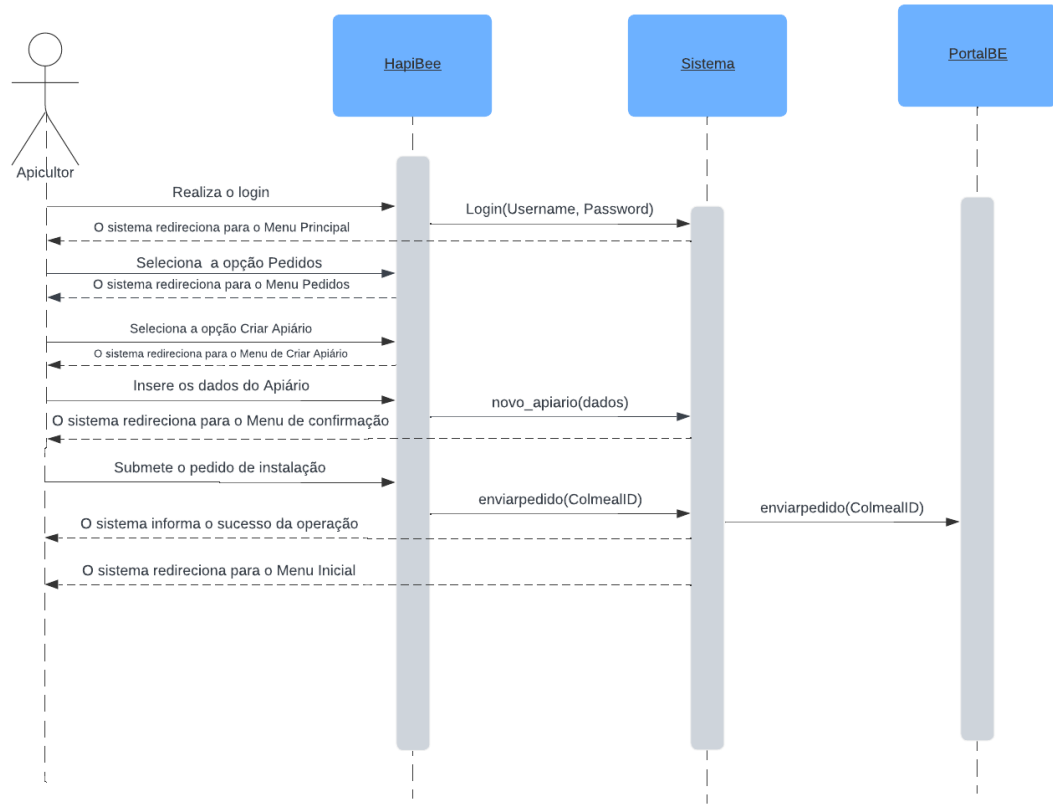 HapiBee
Sistema
PortalBE
Apicultor
Realiza o login
Login(Username, Password)
O sistema redireciona para o Menu Principal
Seleciona a opção Pedidos
O sistema redireciona para o Menu Pedidos
Seleciona a opção Criar Apiário
O sistema redireciona para o Menu de Criar Apiário
Insere os dados do Apiário
novo_apiario(dados)
O sistema redireciona para o Menu de confirmação
Submete o pedido de instalação
enviarpedido(ColmealID)
enviarpedido(ColmealID)
O sistema informa o sucesso da operação
O sistema redireciona para o Menu Inicial